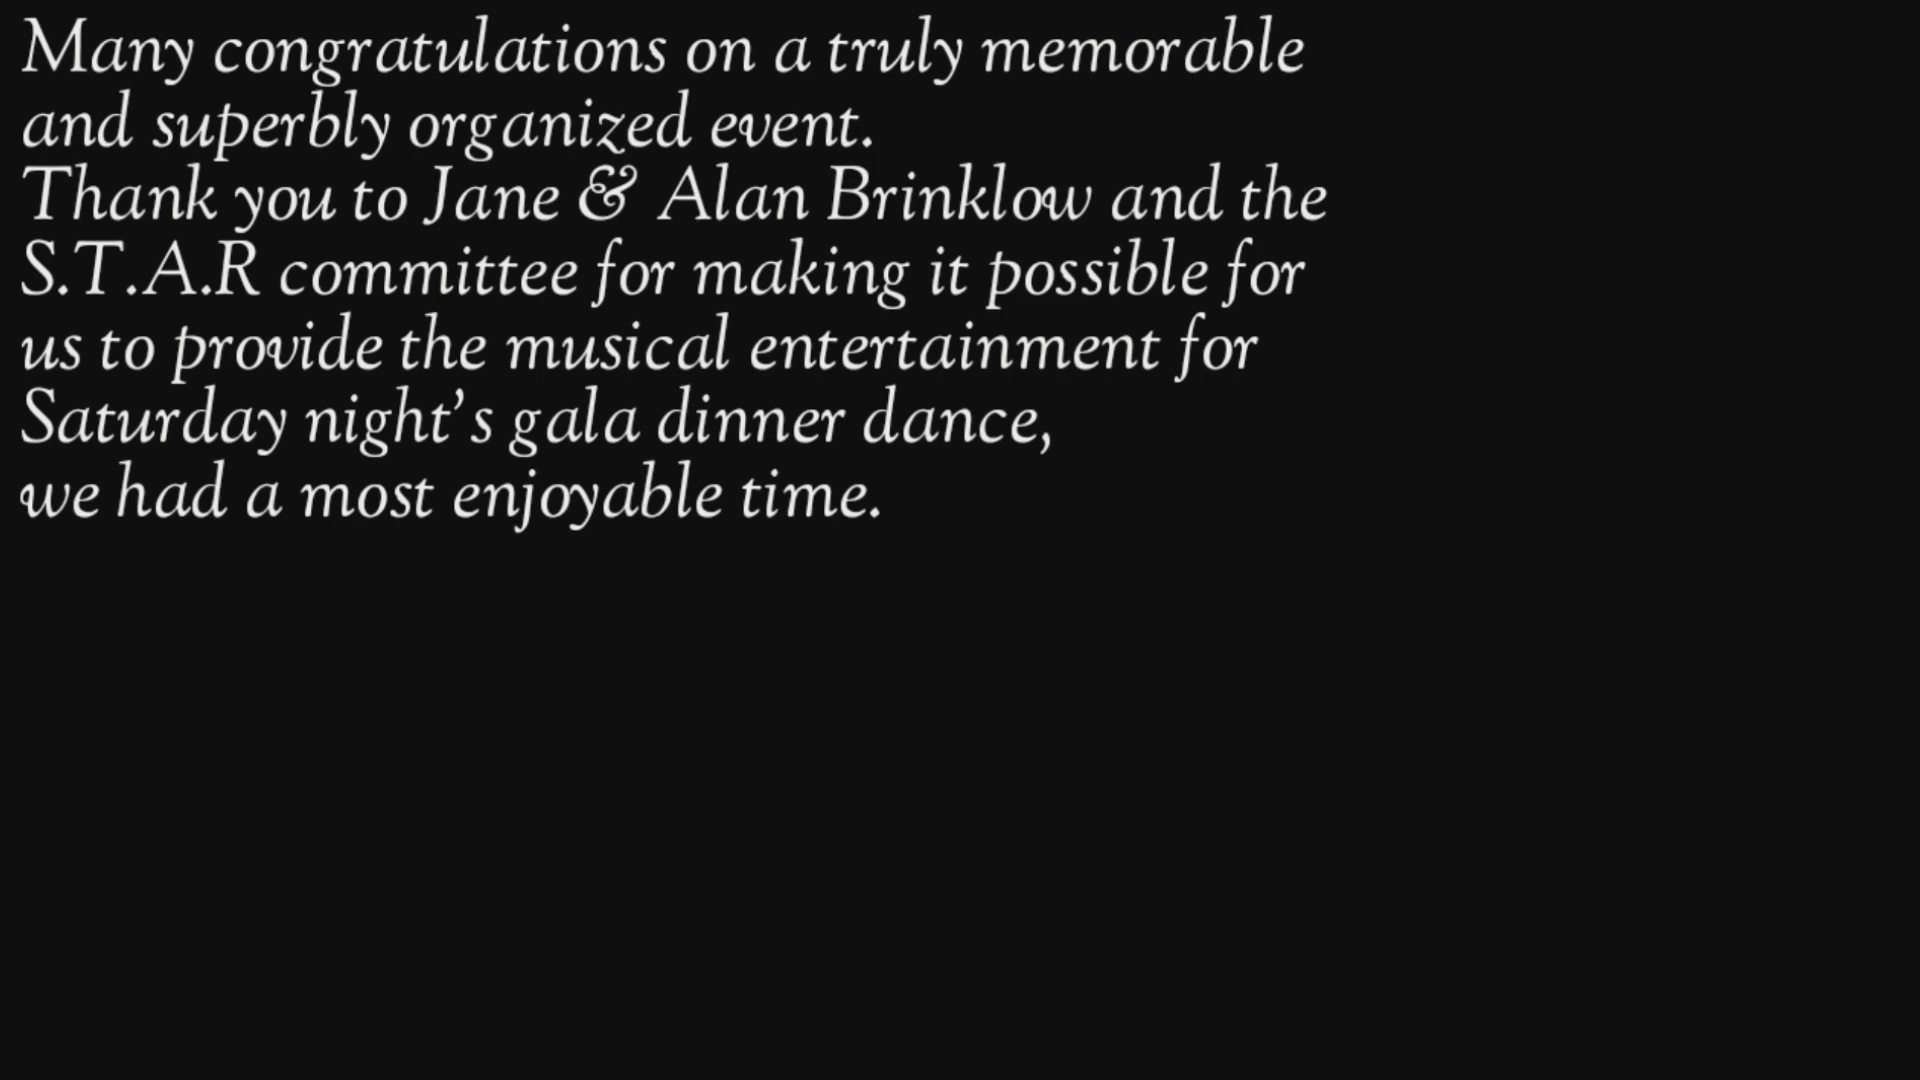 Many congratulations on a truly memorable
and superbly organized event.
Thank you to Jane & Alan Brinklow and the
S.T.A.R committee for making it possible for
us to provide the musical entertainment for
Saturday night’s gala dinner dance,
we had a most enjoyable time.